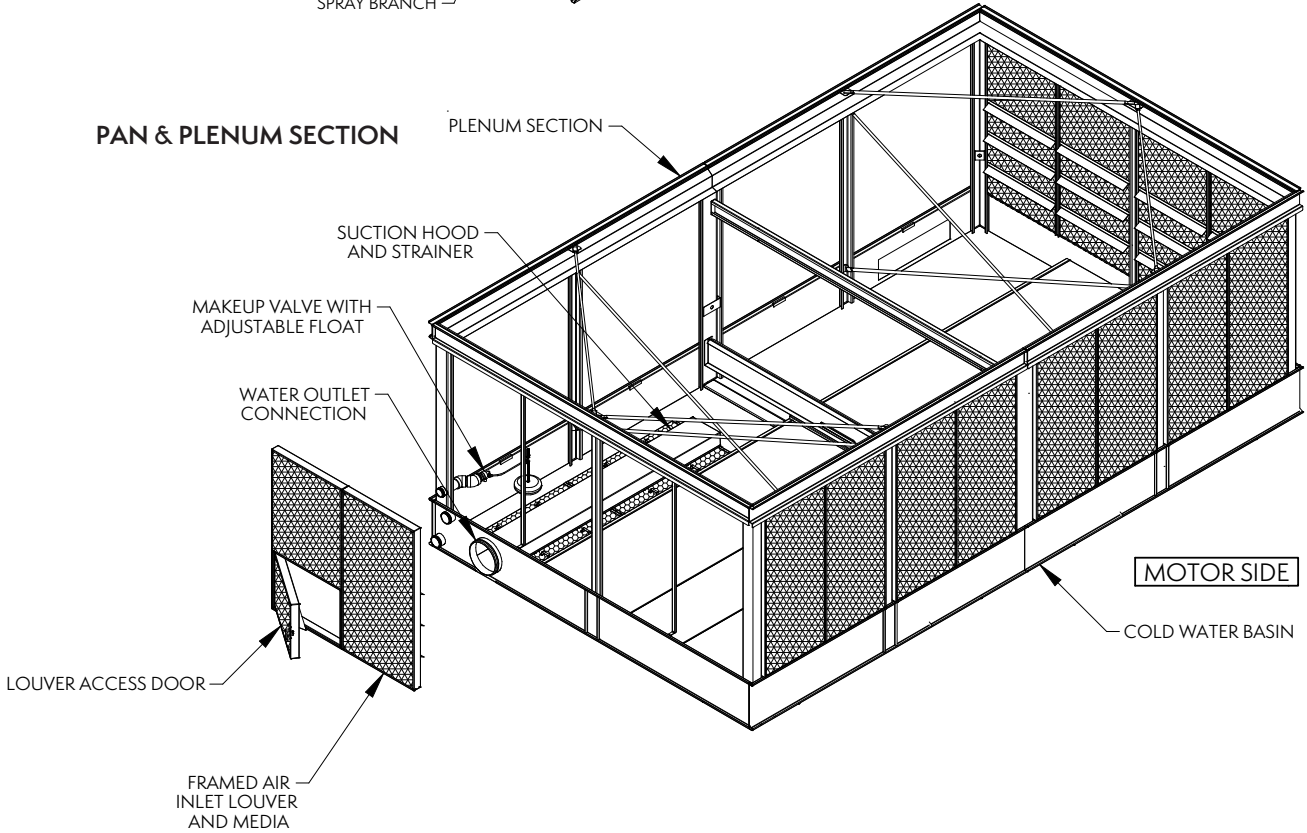 SPRAY BRANCH
PAN & PLENUM SECTION
PLENUM SECTION
SUCTION HOOD
AND STRAINER
MAKEUP VALVE WITH
ADJUSTABLE FLOAT
WATER OUTLET
CONNECTION
MOTOR SIDE
COLD WATER BASIN
LOUVER ACCESS DOOR
FRAMED AIR
INLET LOUVER
AND MEDIA